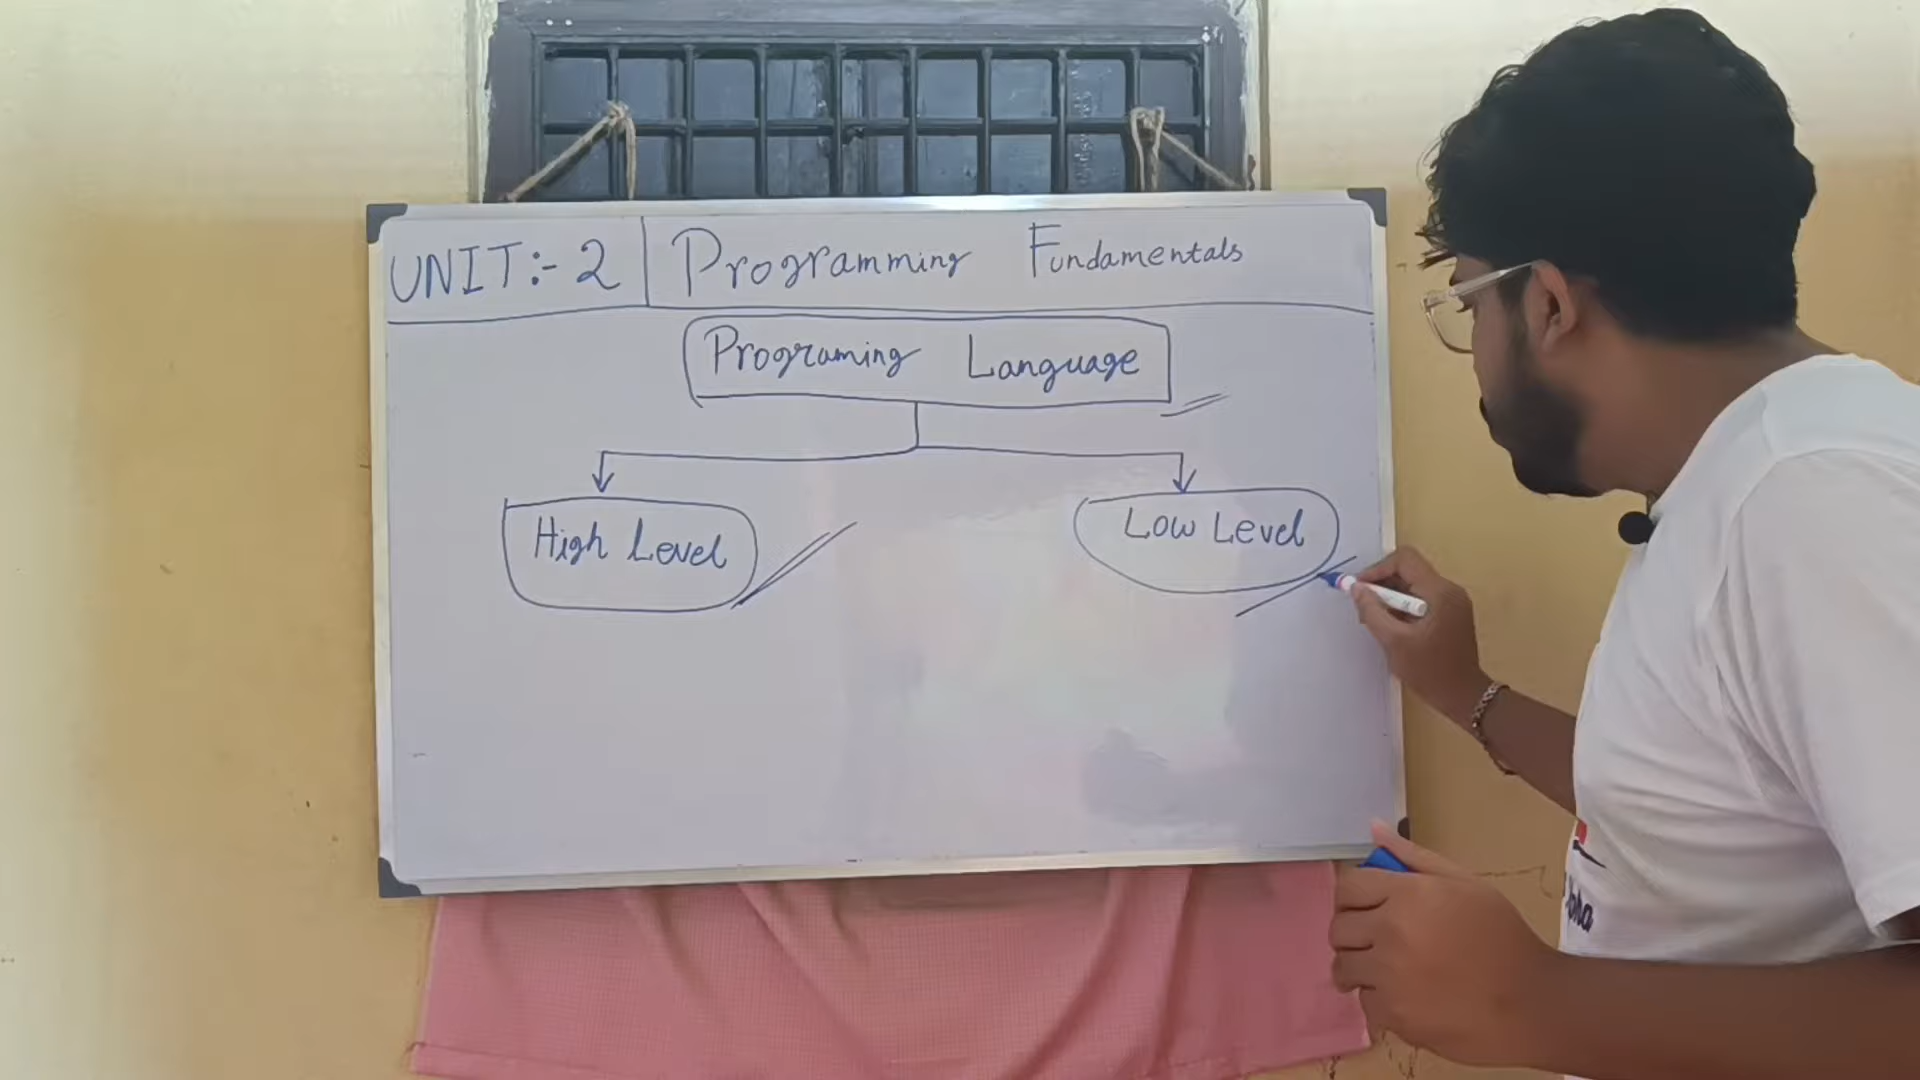 UNIT:- 2 | Programming Fundamentals
Programing Language
High Level
Low Level